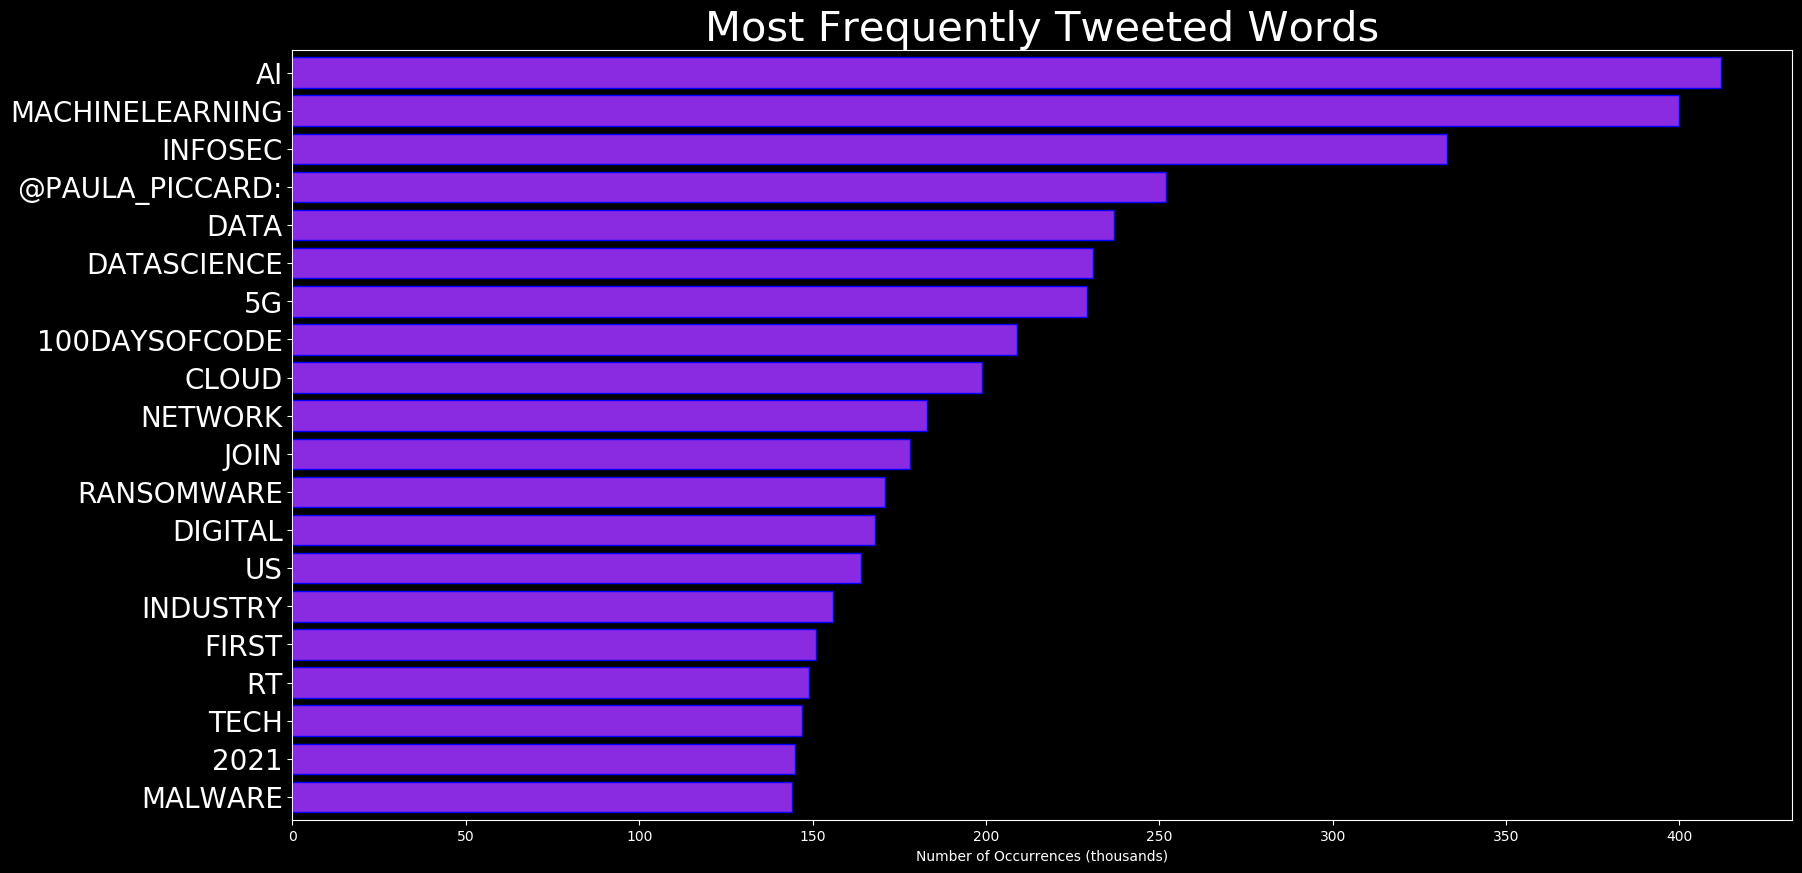 Most Frequently Tweeted Words
AI
MACHINELEARNING
INFOSEC
@PAULA_PICCARD:
DATA
DATASCIENCE
5G
100DAYSOFCODE
CLOUD
NETWORK
JOIN
RANSOMWARE
DIGITAL
US
INDUSTRY
FIRST
RT
TECH
2021
MALWARE
0 50 100 150 200 250 300 350 400
Number of Occurrences (thousands)